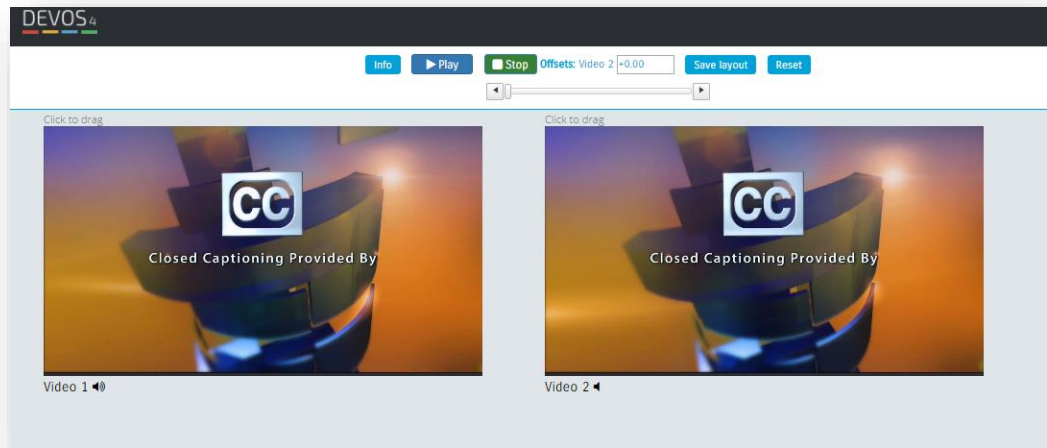 DEVOS4
Info Play Stop Offsets: Video 2 +0.00 Save layout Reset
Click to drag Click to drag
CC CC
Closed Captioning Provided By Closed Captioning Provided By
Video 1 Video 2